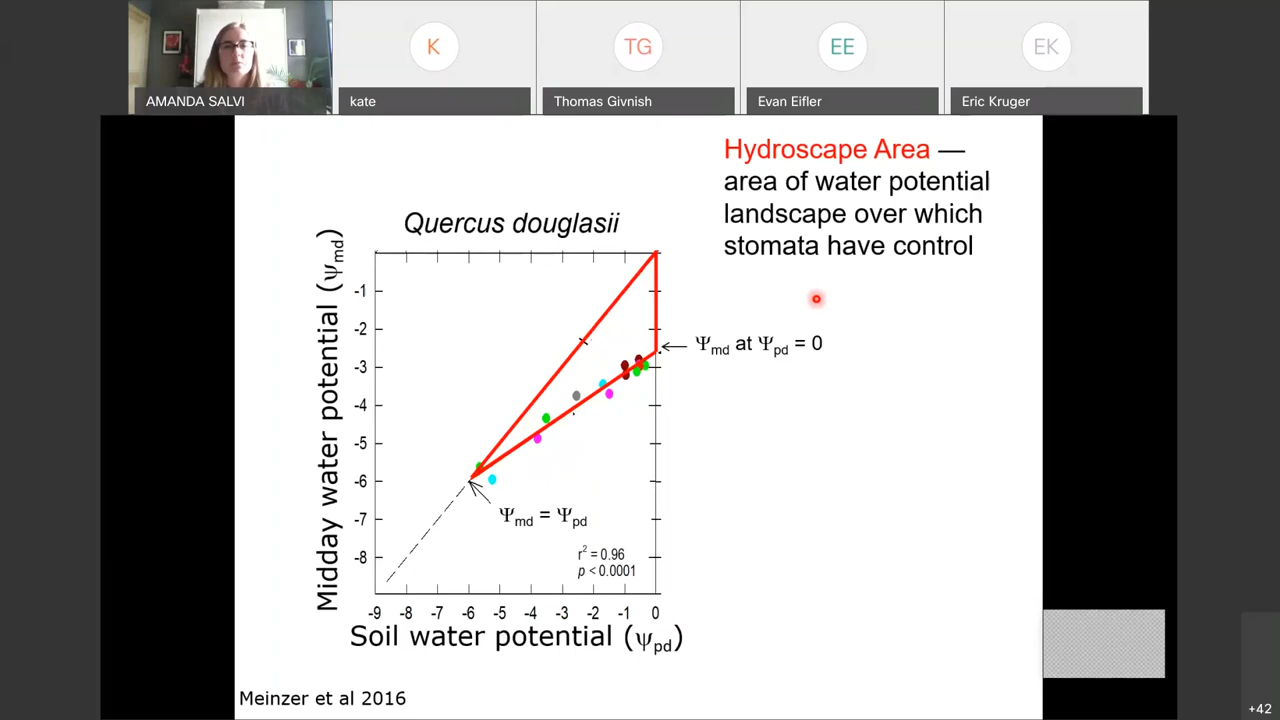 K
TG
EE
EK
AMANDA SALVI
kate
Thomas Givnish
Evan Eifler
Eric Kruger
Hydroscape Area —
area of water potential
landscape over which
stomata have control
Quercus douglasii
Midday water potential (ψmd)
-1
-2
-3
-4
-5
-6
-7
-8
Ψmd at Ψpd = 0
Ψmd = Ψpd
r² = 0.96
p < 0.0001
-9 -8 -7 -6 -5 -4 -3 -2 -1 0
Soil water potential (ψpd)
Meinzer et al 2016
+42